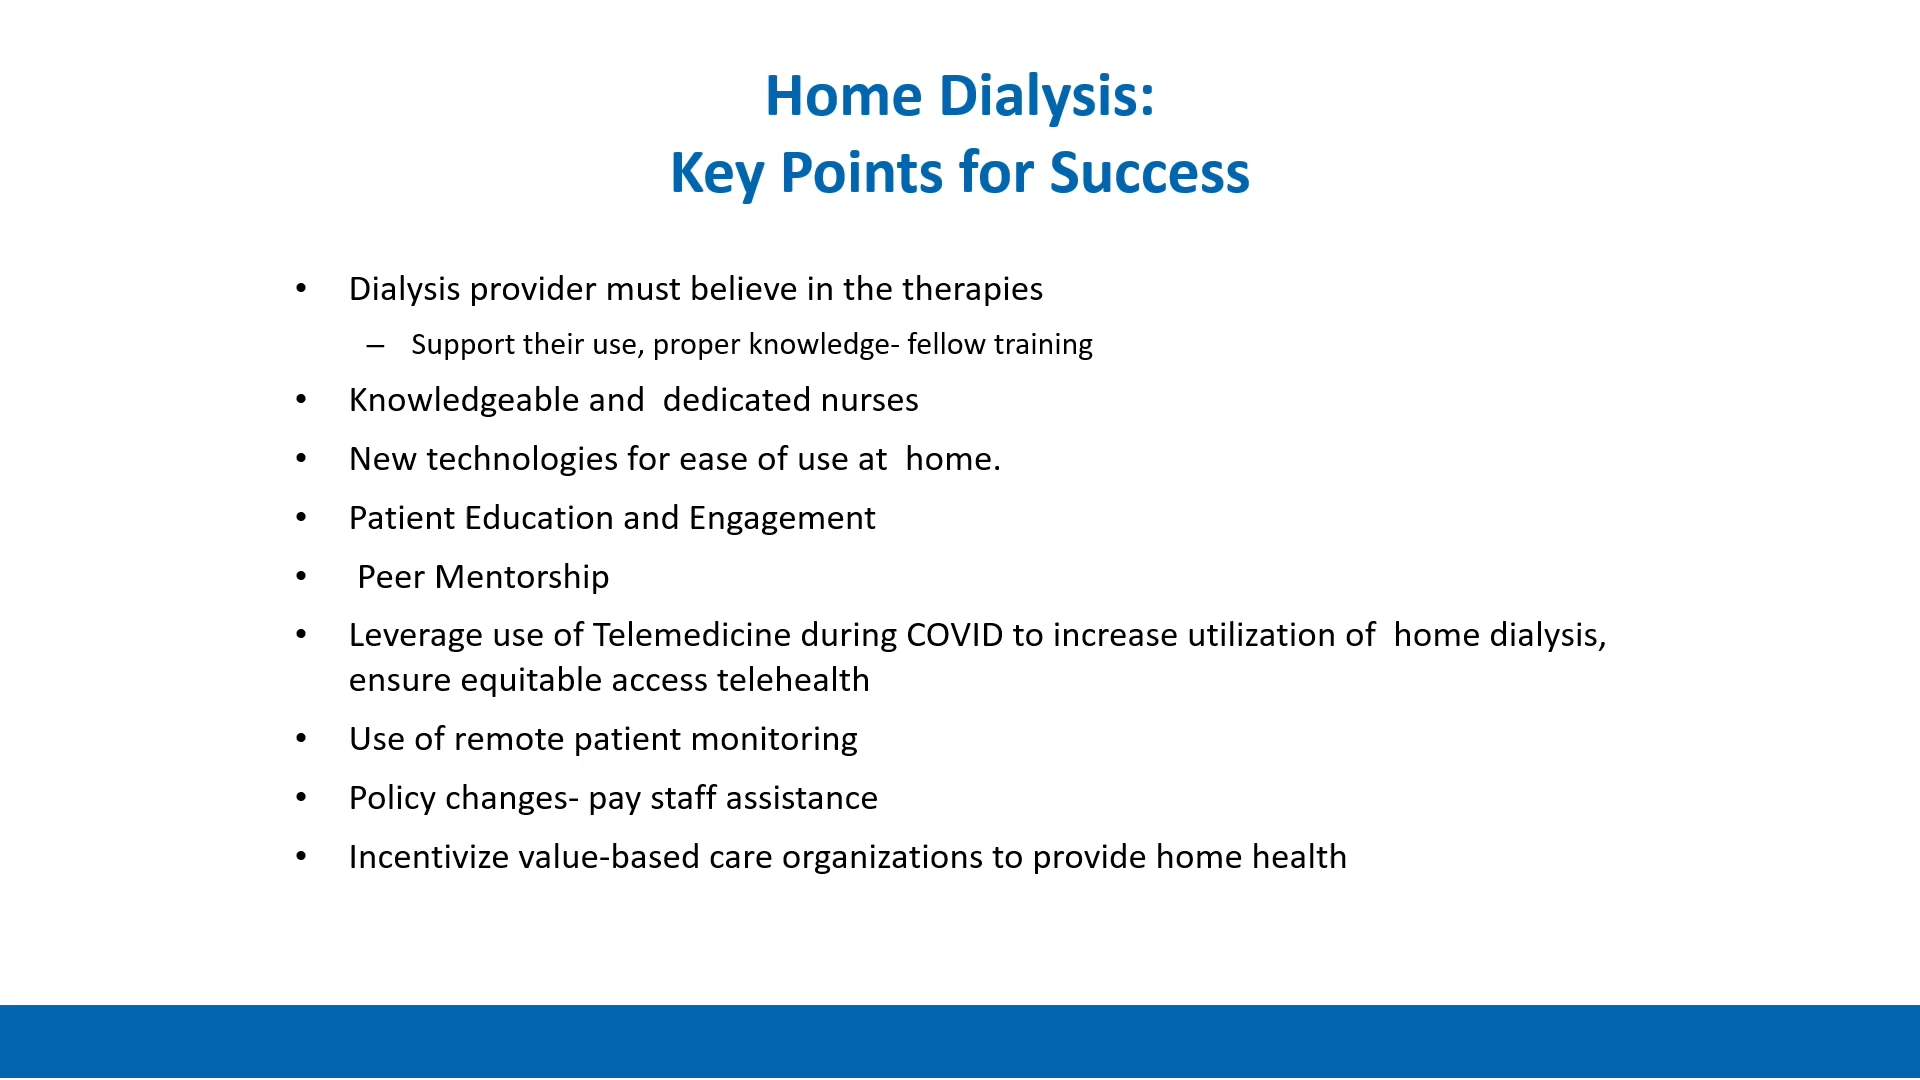 Home Dialysis:
Key Points for Success
• Dialysis provider must believe in the therapies
– Support their use, proper knowledge- fellow training
• Knowledgeable and  dedicated nurses
• New technologies for ease of use at  home.
• Patient Education and Engagement
•  Peer Mentorship
• Leverage use of Telemedicine during COVID to increase utilization of  home dialysis,
ensure equitable access telehealth
• Use of remote patient monitoring
• Policy changes- pay staff assistance
• Incentivize value-based care organizations to provide home health